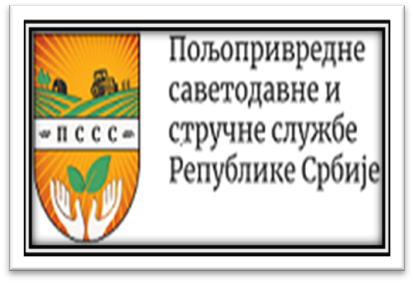 Пољопривредне
саветодавне и
стручне службе
Републике Србије
ПССС